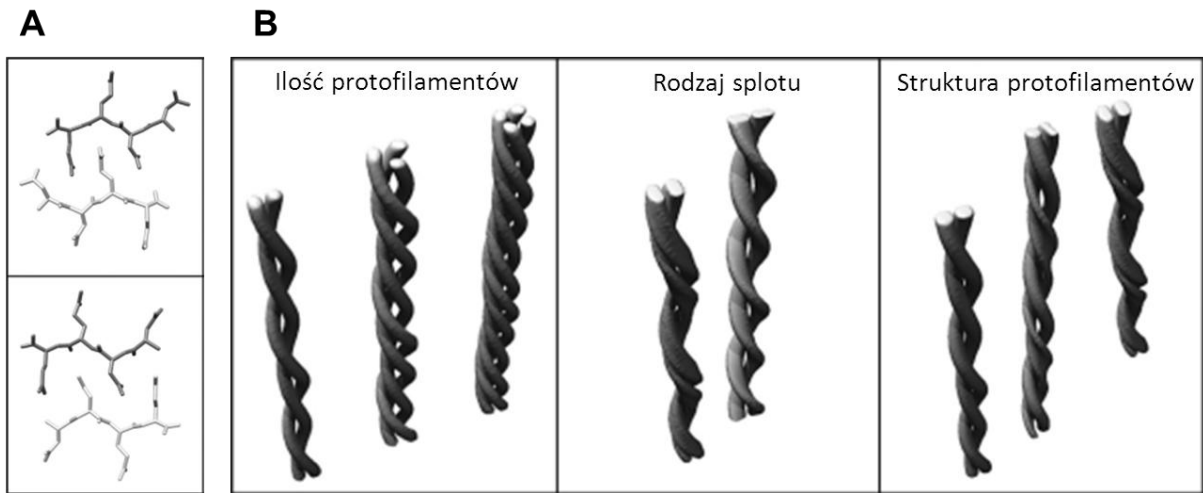 A
B
Ilość protofilamentów
Rodzaj splotu
Struktura protofilamentów